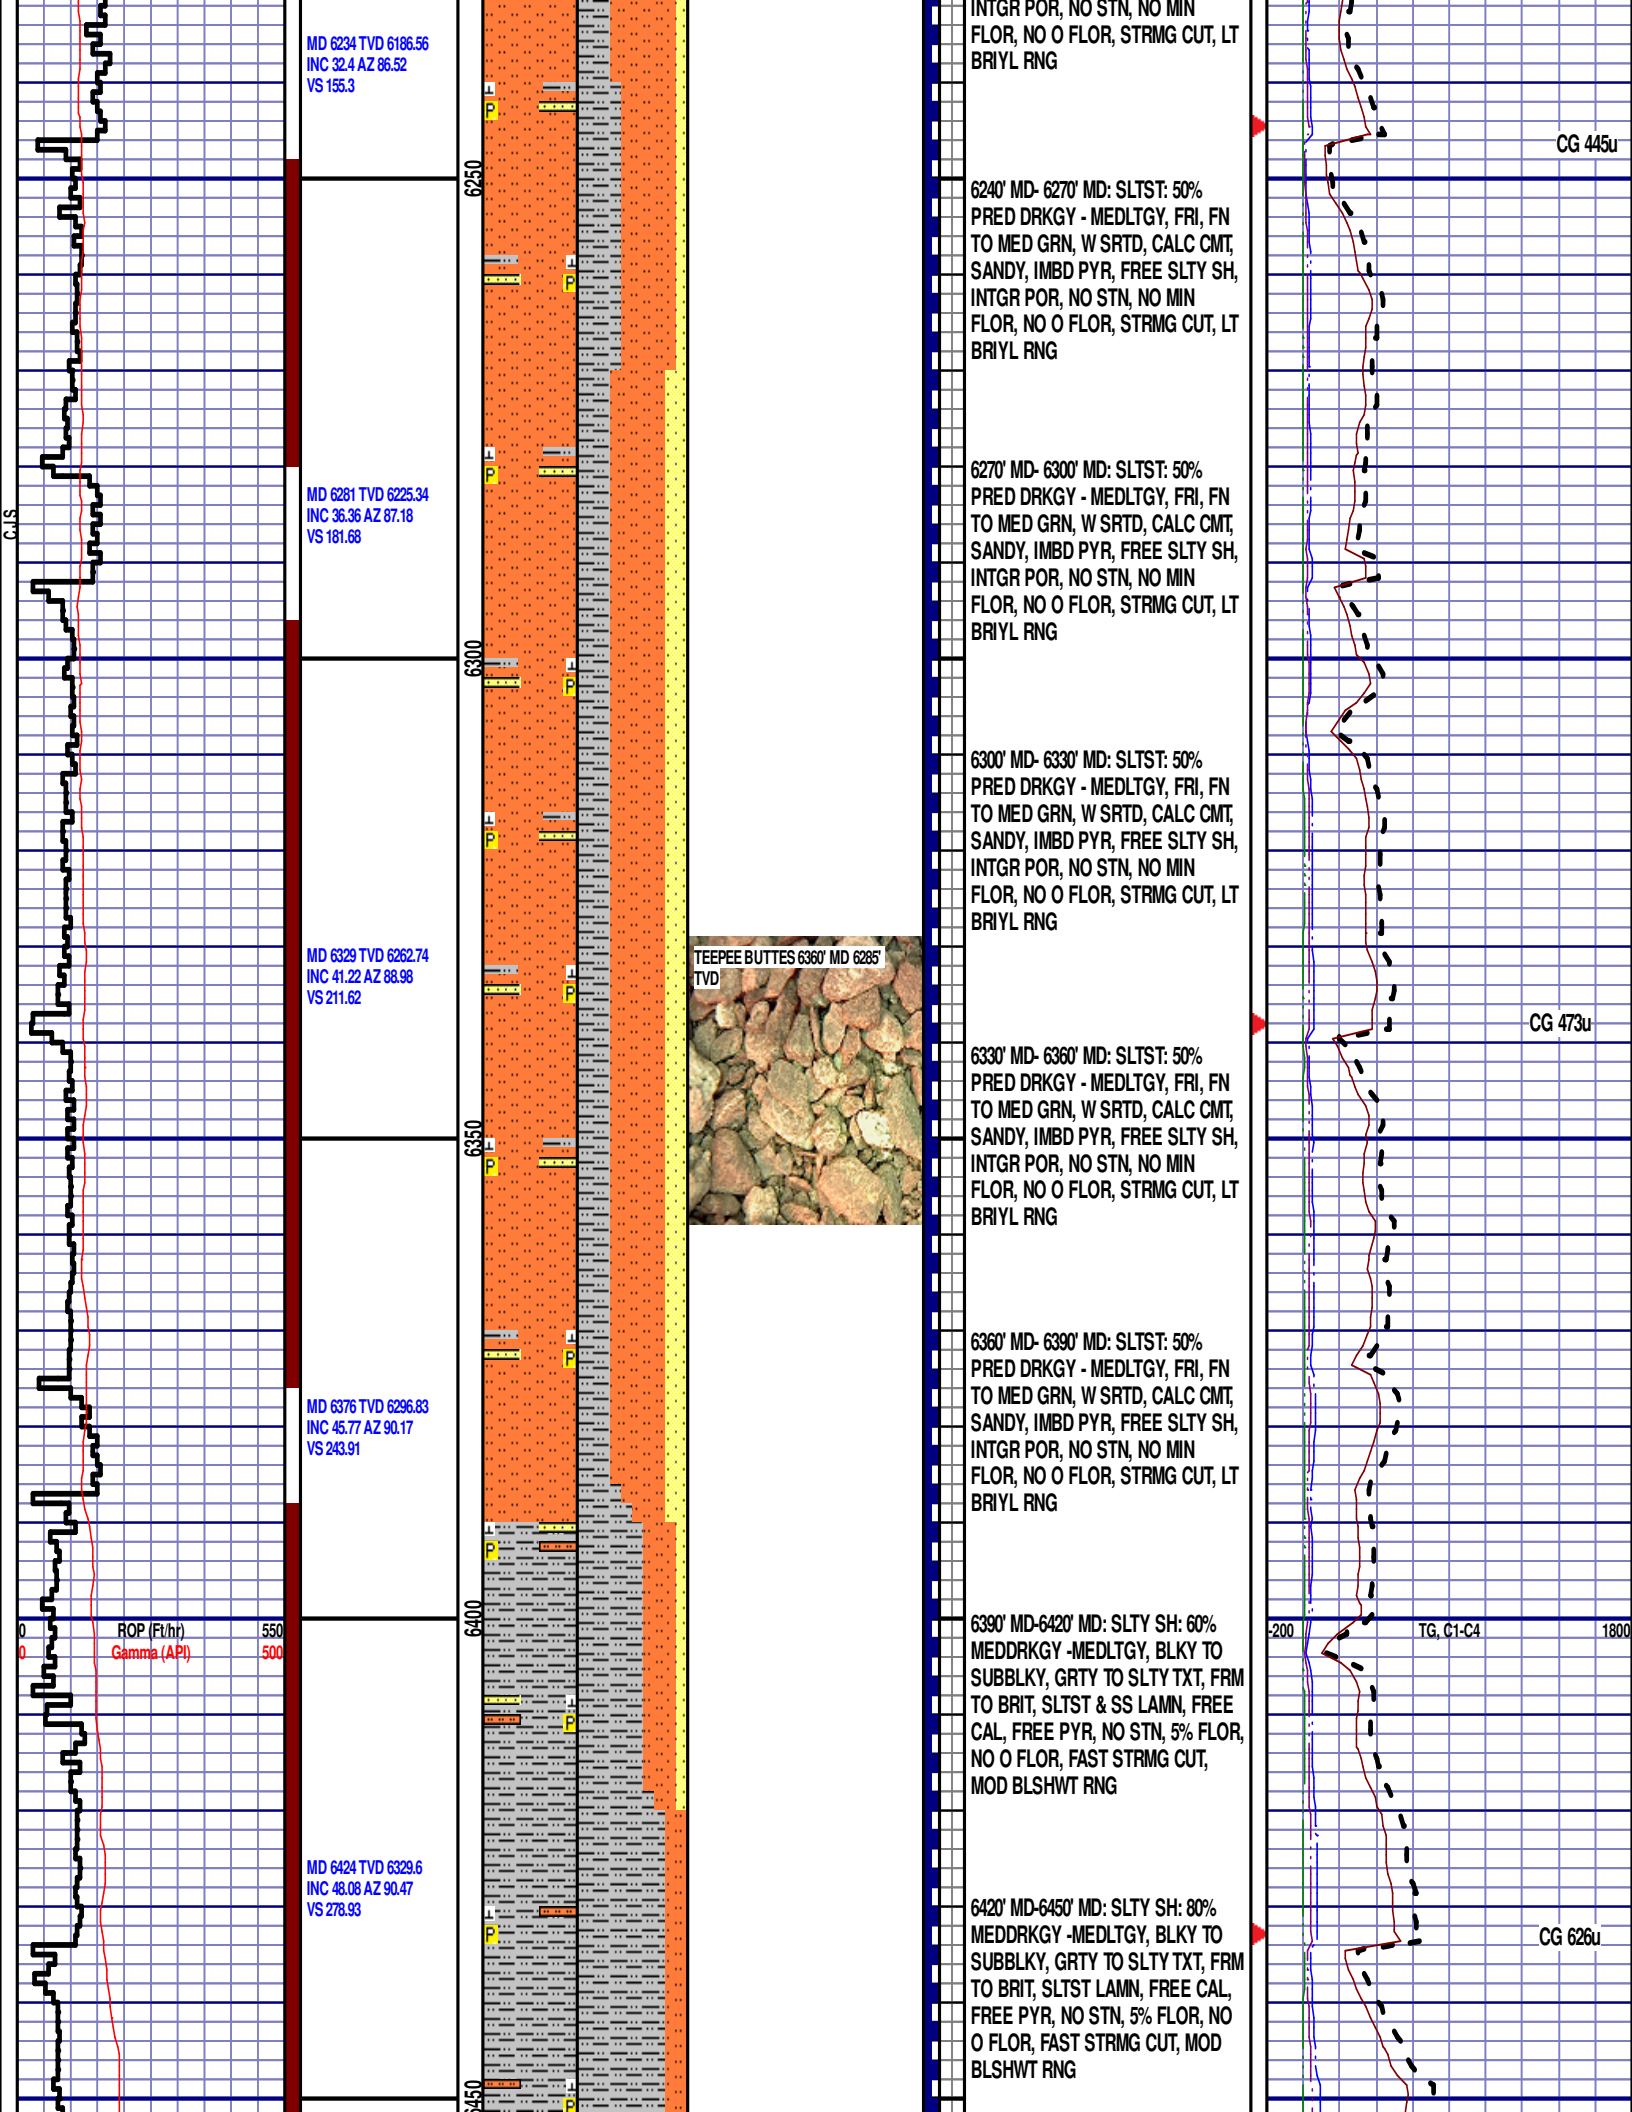 INTGR POR, NO STN, NO MIN
FLOR, NO O FLOR, STRMG CUT, LT
BRIYL RNG
MD 6234 TVD 6186.56
INC 32.4 AZ 86.52
VS 155.3
CG 445u
6250
6240' MD- 6270' MD: SLTST: 50%
PRED DRKGY - MEDLTGY, FRI, FN
TO MED GRN, W SRTD, CALC CMT,
SANDY, IMBD PYR, FREE SLTY SH,
INTGR POR, NO STN, NO MIN
FLOR, NO O FLOR, STRMG CUT, LT
BRIYL RNG
C.J.S
MD 6281 TVD 6225.34
INC 36.36 AZ 87.18
VS 181.68
6270' MD- 6300' MD: SLTST: 50%
PRED DRKGY - MEDLTGY, FRI, FN
TO MED GRN, W SRTD, CALC CMT,
SANDY, IMBD PYR, FREE SLTY SH,
INTGR POR, NO STN, NO MIN
FLOR, NO O FLOR, STRMG CUT, LT
BRIYL RNG
6300
6300' MD- 6330' MD: SLTST: 50%
PRED DRKGY - MEDLTGY, FRI, FN
TO MED GRN, W SRTD, CALC CMT,
SANDY, IMBD PYR, FREE SLTY SH,
INTGR POR, NO STN, NO MIN
FLOR, NO O FLOR, STRMG CUT, LT
BRIYL RNG
MD 6329 TVD 6262.74
INC 41.22 AZ 88.98
VS 211.62
TEEPEE BUTTES 6360' MD 6285'
TVD
CG 473u
6330' MD- 6360' MD: SLTST: 50%
PRED DRKGY - MEDLTGY, FRI, FN
TO MED GRN, W SRTD, CALC CMT,
SANDY, IMBD PYR, FREE SLTY SH,
INTGR POR, NO STN, NO MIN
FLOR, NO O FLOR, STRMG CUT, LT
BRIYL RNG
6350
6360' MD- 6390' MD: SLTST: 50%
PRED DRKGY - MEDLTGY, FRI, FN
TO MED GRN, W SRTD, CALC CMT,
SANDY, IMBD PYR, FREE SLTY SH,
INTGR POR, NO STN, NO MIN
FLOR, NO O FLOR, STRMG CUT, LT
BRIYL RNG
MD 6376 TVD 6296.83
INC 45.77 AZ 90.17
VS 243.91
6400
0 ROP (Ft/hr) 550
0 Gamma (API) 500
-200 TG, C1-C4 1800
6390' MD-6420' MD: SLTY SH: 60%
MEDDRKGY -MEDLTGY, BLKY TO
SUBBLKY, GRTY TO SLTY TXT, FRM
TO BRIT, SLTST & SS LAMN, FREE
CAL, FREE PYR, NO STN, 5% FLOR,
NO O FLOR, FAST STRMG CUT,
MOD BLSHWT RNG
MD 6424 TVD 6329.6
INC 48.08 AZ 90.47
VS 278.93
CG 626u
6420' MD-6450' MD: SLTY SH: 80%
MEDDRKGY -MEDLTGY, BLKY TO
SUBBLKY, GRTY TO SLTY TXT, FRM
TO BRIT, SLTST LAMN, FREE CAL,
FREE PYR, NO STN, 5% FLOR, NO
O FLOR, FAST STRMG CUT, MOD
BLSHWT RNG
6450
P
P
P
P
P
P
P
P
P
P
P
P